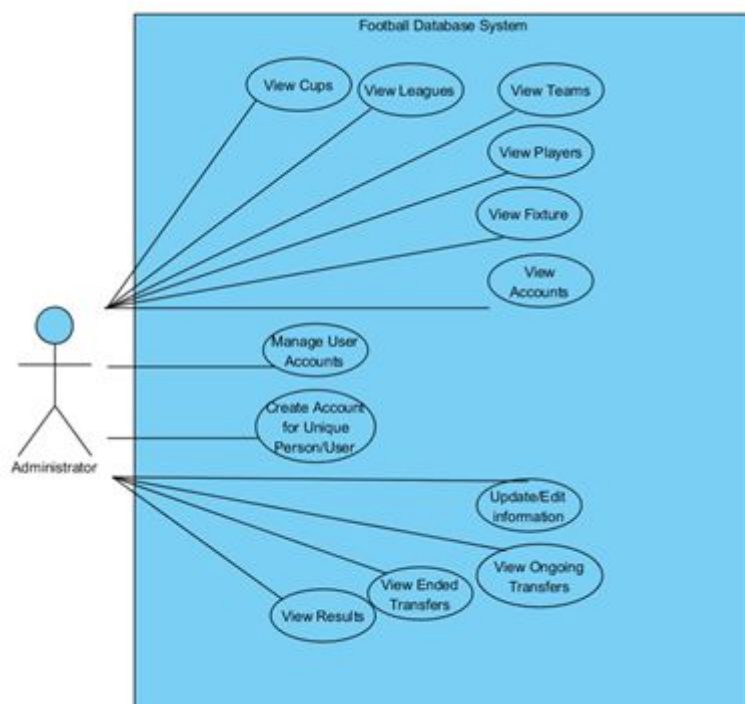 Football Database System
View Cups
View Leagues
View Teams
View Players
View Fixture
View
Accounts
Manage User
Accounts
Create Account
for Unique
Person/User
Administrator
Update/Edit
information
View Ongoing
Transfers
View Ended
Transfers
View Results